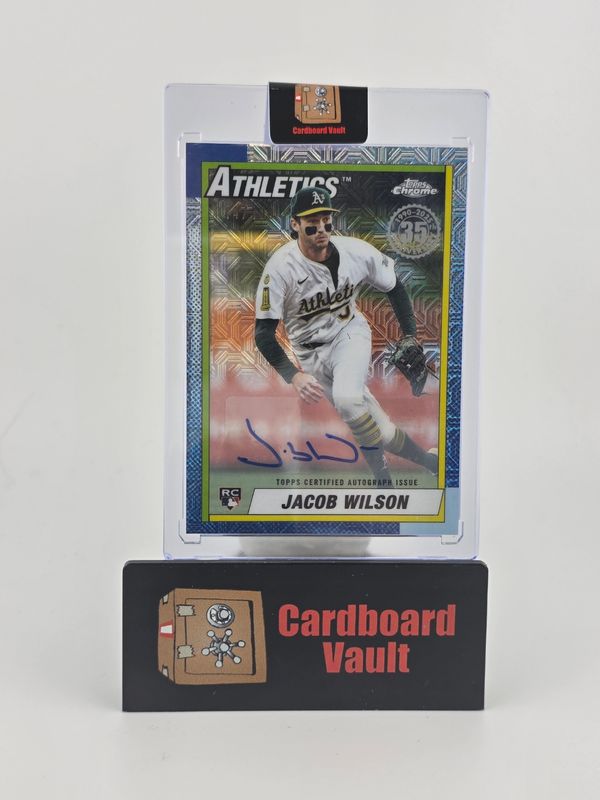 Cardboard Vault
ATHLETICS™
Topps
Chrome
1990-2025
35
A's
Athletics
TOPPS CERTIFIED AUTOGRAPH ISSUE
RC
JACOB WILSON
Cardboard
Vault